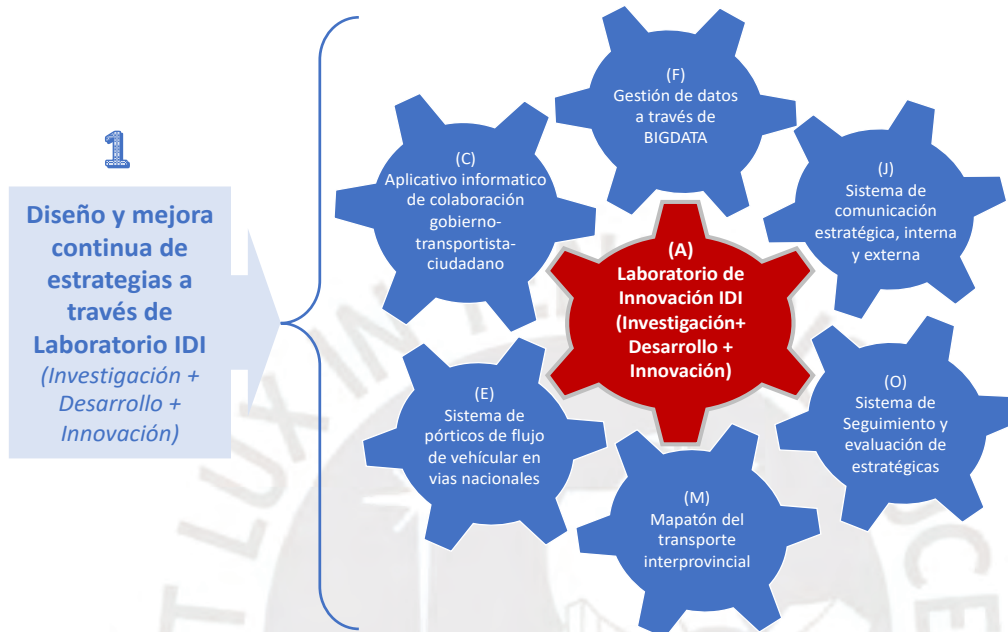 1
Diseño y mejora
continua de
estrategias a
través de
Laboratorio IDI
(Investigación +
Desarrollo +
Innovación)
(F)
Gestión de datos
a través de
BIGDATA
(C)
Aplicativo informatico
de colaboración
gobierno-
transportista-
ciudadano
(J)
Sistema de
comunicación
estratégica, interna
y externa
(A)
Laboratorio de
Innovación IDI
(Investigación+
Desarrollo +
Innovación)
(E)
Sistema de
pórticos de flujo
de vehícular en
vias nacionales
(O)
Sistema de
Seguimiento y
evaluación de
estratégicas
(M)
Mapatón del
transporte
interprovincial
LUX IN